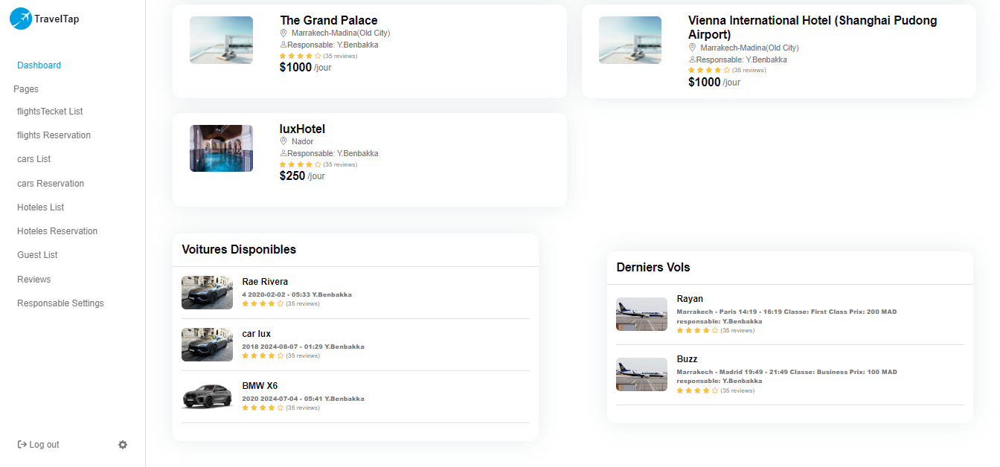 TravelTap
Dashboard
Pages
flightsTecket List
flights Reservation
cars List
cars Reservation
Hoteles List
Hoteles Reservation
Guest List
Reviews
Responsable Settings
Log out
The Grand Palace
Marrakech-Madina(Old City)
Responsable: Y.Benbakka
(35 reviews)
$1000 /jour
Vienna International Hotel (Shanghai Pudong
Airport)
Marrakech-Madina(Old City)
Responsable: Y.Benbakka
(35 reviews)
$1000 /jour
luxHotel
Nador
Responsable: Y.Benbakka
(35 reviews)
$250 /jour
Voitures Disponibles
Rae Rivera
4 2020-02-02 - 05:33 Y.Benbakka
(35 reviews)
car lux
2018 2024-08-07 - 01:29 Y.Benbakka
(35 reviews)
BMW X6
2020 2024-07-04 - 05:41 Y.Benbakka
(35 reviews)
Derniers Vols
Rayan
Marrakech - Paris 14:19 - 16:19 Classe: First Class Prix: 200 MAD
responsable: Y.Benbakka
(35 reviews)
Buzz
Marrakech - Madrid 19:49 - 21:49 Classe: Business Prix: 100 MAD
responsable: Y.Benbakka
(35 reviews)